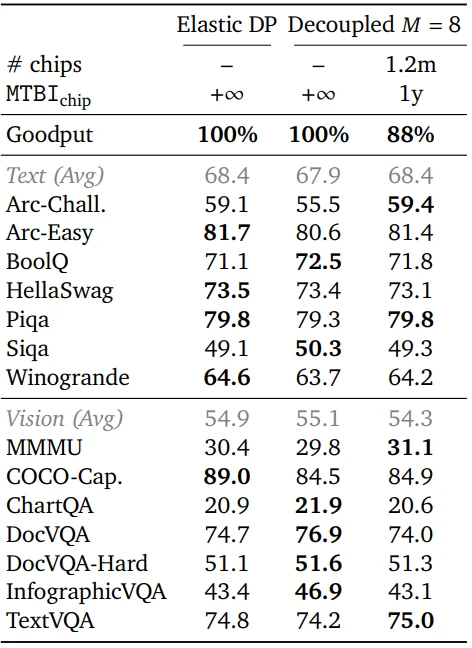 Elastic DP Decoupled M = 8
# chips – – 1.2m
MTBI_chip +∞ +∞ 1y
Goodput 100% 100% 88%
Text (Avg) 68.4 67.9 68.4
Arc-Chall. 59.1 55.5 59.4
Arc-Easy 81.7 80.6 81.4
BoolQ 71.1 72.5 71.8
HellaSwag 73.5 73.4 73.1
Piqa 79.8 79.3 79.8
Siqa 49.1 50.3 49.3
Winogrande 64.6 63.7 64.2
Vision (Avg) 54.9 55.1 54.3
MMMU 30.4 29.8 31.1
COCO-Cap. 89.0 84.5 84.9
ChartQA 20.9 21.9 20.6
DocVQA 74.7 76.9 74.0
DocVQA-Hard 51.1 51.6 51.3
InfographicVQA 43.4 46.9 43.1
TextVQA 74.8 74.2 75.0